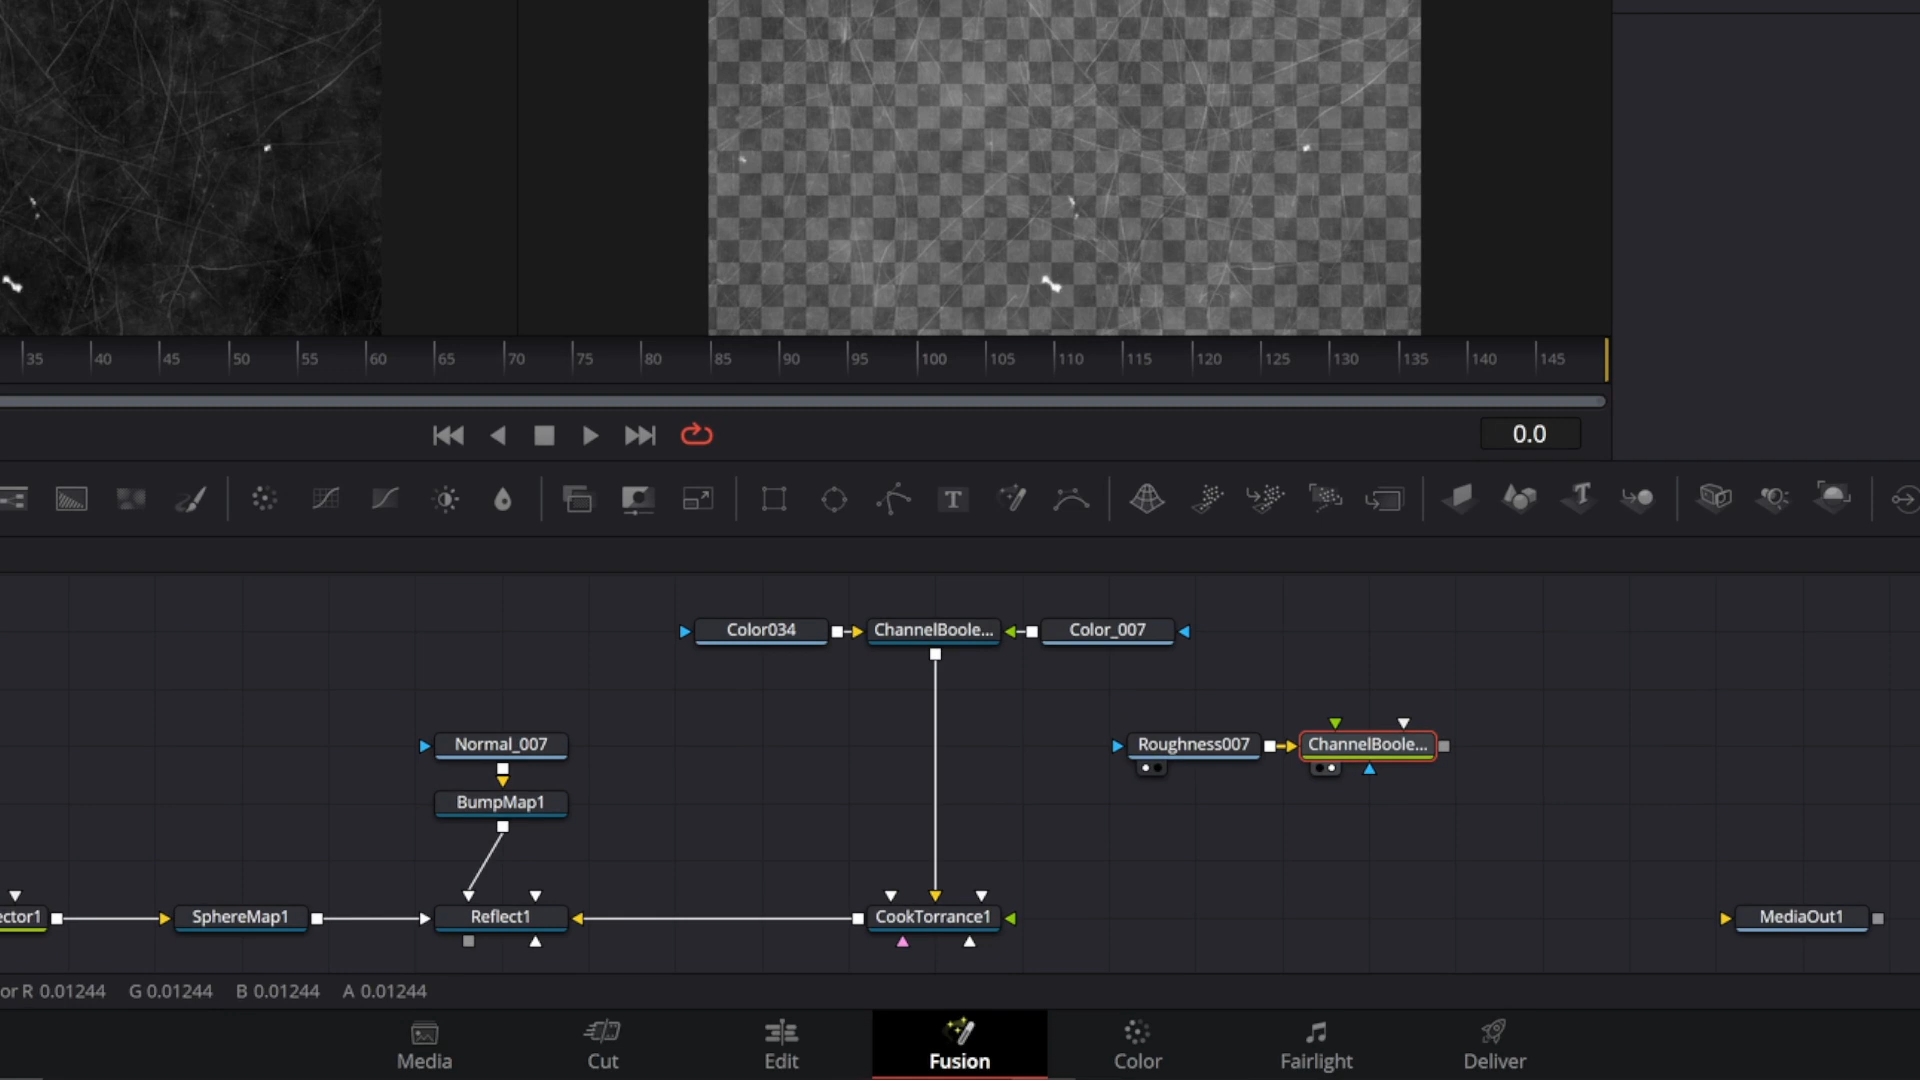 35 40 45 50 55 60 65 70 75 80 85 90 95 100 105 110 115 120 125 130 135 140 145
0.0
T
Color034 ChannelBoole... Color_007
Normal_007 Roughness007 ChannelBoole...
BumpMap1
ector1 SphereMap1 Reflect1 CookTorrance1 MediaOut1
or R 0.01244 G 0.01244 B 0.01244 A 0.01244
Media Cut Edit Fusion Color Fairlight Deliver